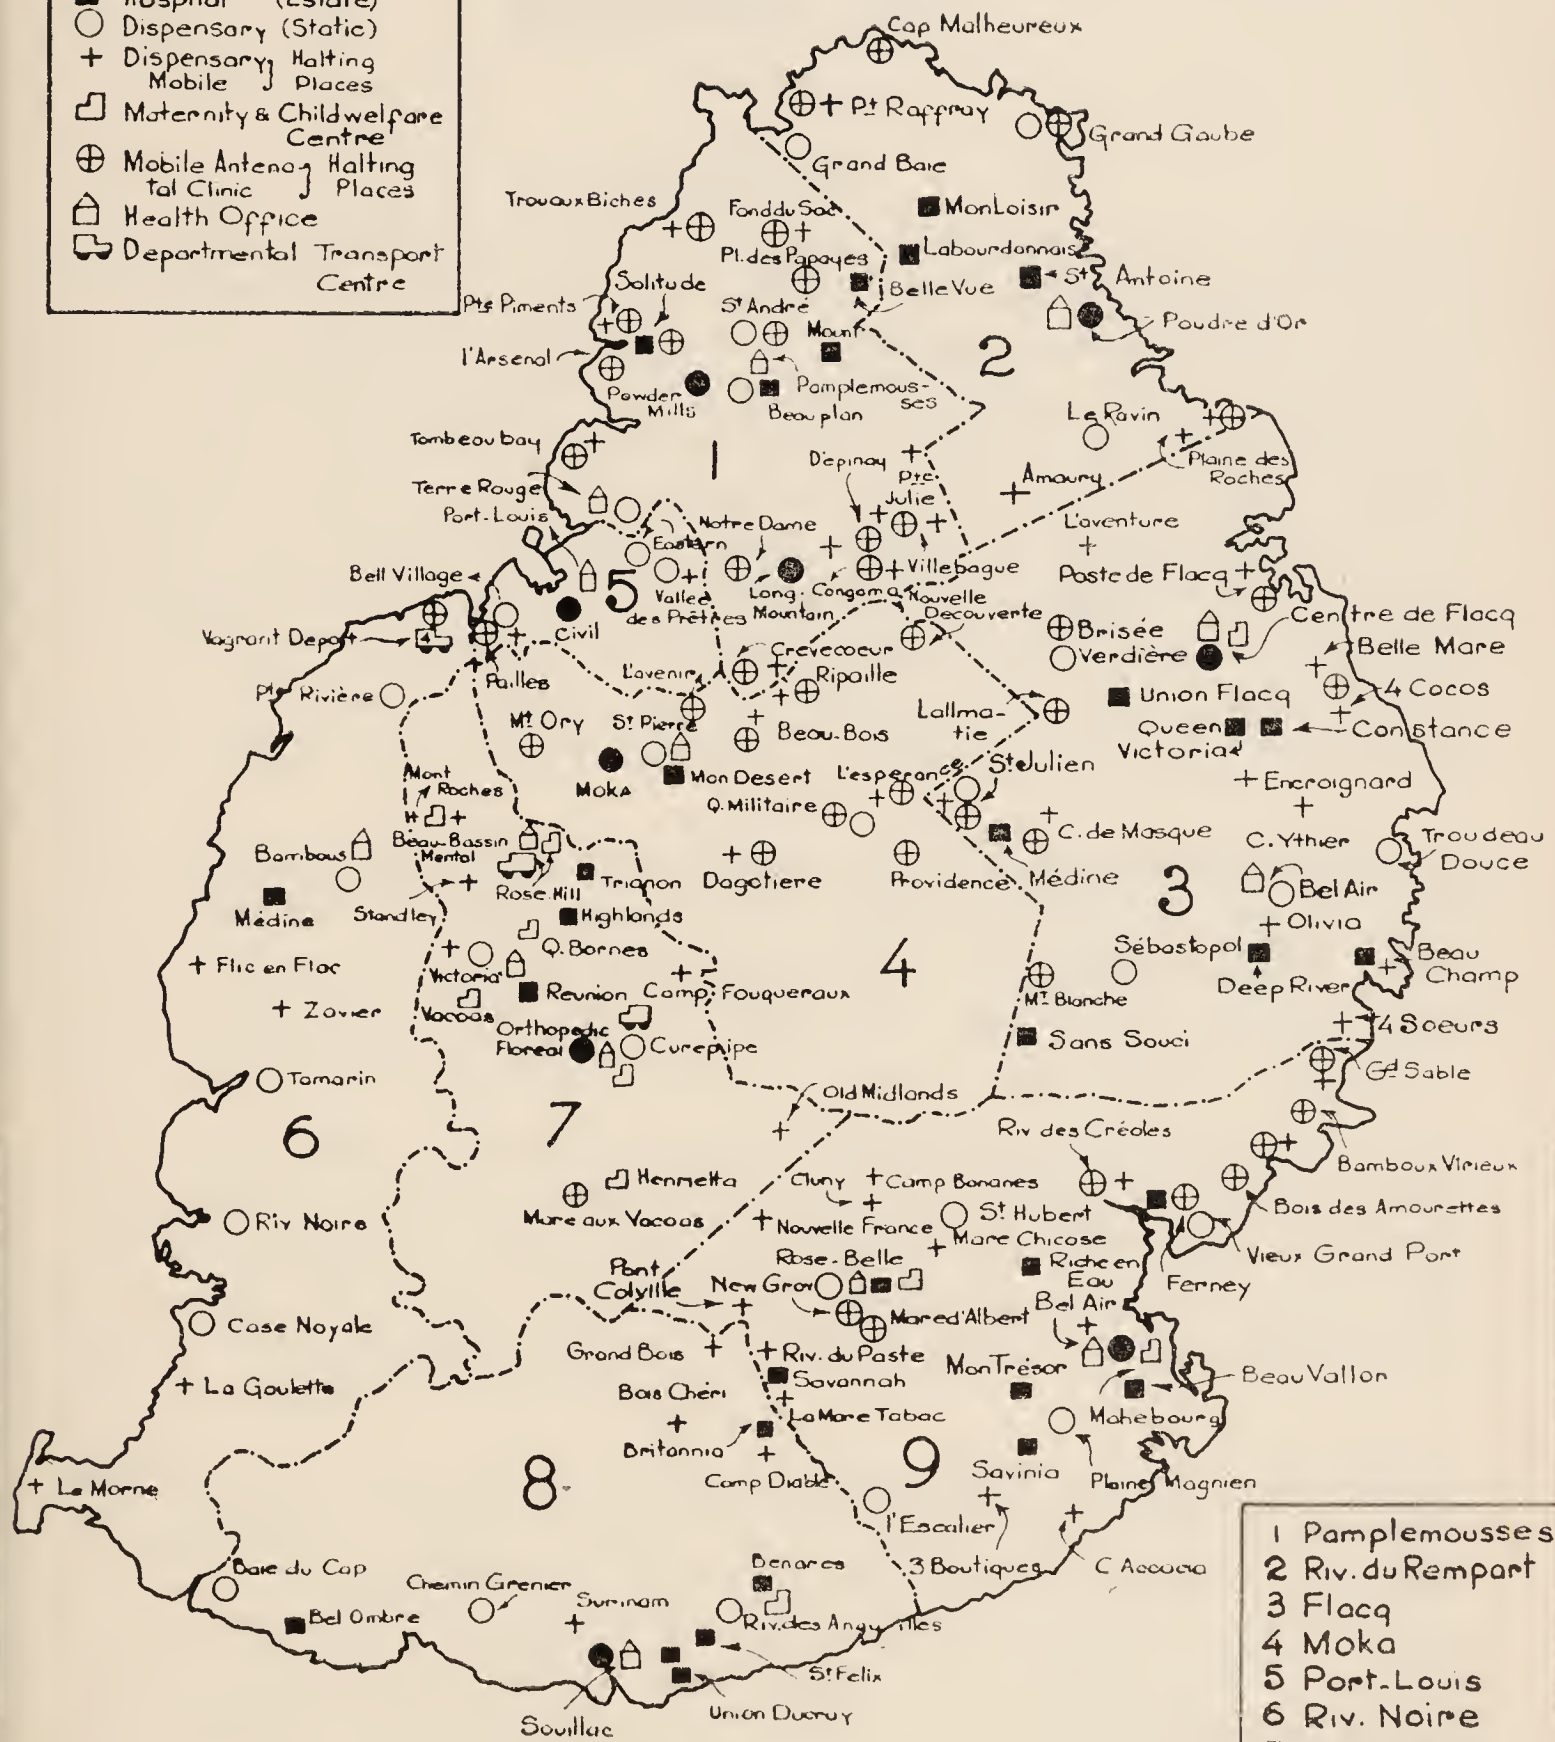 Hospital (Estate)
Dispensary (Static)
Dispensary Halting
Mobile Places
Maternity & Childwelfare
Centre
Mobile Antena Halting
tal Clinic Places
Health Office
Departmental Transport
Centre
Cap Malheureux
Pt Raffray
Grand Gaube
Grand Baie
Trouaux Biches
Fond du Sac
Mon Loisir
Pl. des Papayes
Labourdonnais
Solitude
Belle Vue
St Antoine
Pte Piments
St André
Mount
Poudre d'Or
2
l'Arsenal
Powder
Mills
Pamplemous-
ses
Beau plan
Le Ravin
Tombeau bay
1
D'epinay
Pte
Julie
Amaury
Plaine des
Roches
Terre Rouge
Port-Louis
Notre Dame
L'aventure
Eastern
Bell Village
5
Vallee
des Prêtres
Long
Mountain
Congoma
Villebague
Nouvelle
Decouverte
Poste de Flacq
Centre de Flacq
Vagrant Depot
Civil
Brisée
Crevecoeur
Verdière
Belle Mare
Pailles
L'avenir
Ripaille
Pte Rivière
Union Flacq
4 Cocos
Mt Ory
St Pierre
Beau-Bois
Lallma-
tie
Queen
Victoria
Constance
Moka
Mon Desert
L'esperance
St Julien
Mont
Roches
Q. Militaire
Encroignard
Beau-Bassin
Mental
C. de Masque
C. Ythier
Troudeau
Douce
Bambous
Rose-Hill
Trianon
Dagotiere
Providence
Médine
3
Bel Air
Médine
Standley
Highlands
Olivia
Q. Bornes
Sébastopol
Beau
Champ
Flic en Flac
Victoria
4
Deep River
Reunion
Camp Fouqueraux
Mt Blanche
Zavier
Vacoas
Orthopedic
Floreal
Curepipe
Sans Souci
4 Soeurs
Tamarin
Gd Sable
Old Midlands
6
7
Riv des Créoles
Bamboux Virieux
Henrietta
Cluny
Camp Bananes
Riv Noire
Mare aux Vacoas
Nouvelle France
St Hubert
Bois des Amourettes
Mare Chicose
Vieux Grand Port
Rose-Belle
Riche en
Eau
Ferney
Pont
Colville
New Grov
Bel Air
Case Noyale
Mare d'Albert
Grand Bois
Riv. du Poste
Mon Trésor
La Goulette
Bois Chéri
Savannah
Beau Vallon
La Mare Tabac
Mahebourg
Britannia
9
Savinia
Plaine Magnien
Le Morne
8
Camp Diable
l'Escalier
Baie du Cap
Chemin Grenier
Benares
3 Boutiques
C Accacia
Bel Ombre
Surinam
Riv. des Anguilles
St Felix
Souillac
Union Ducray
1 Pamplemousses
2 Riv. du Rempart
3 Flacq
4 Moka
5 Port-Louis
6 Riv. Noire